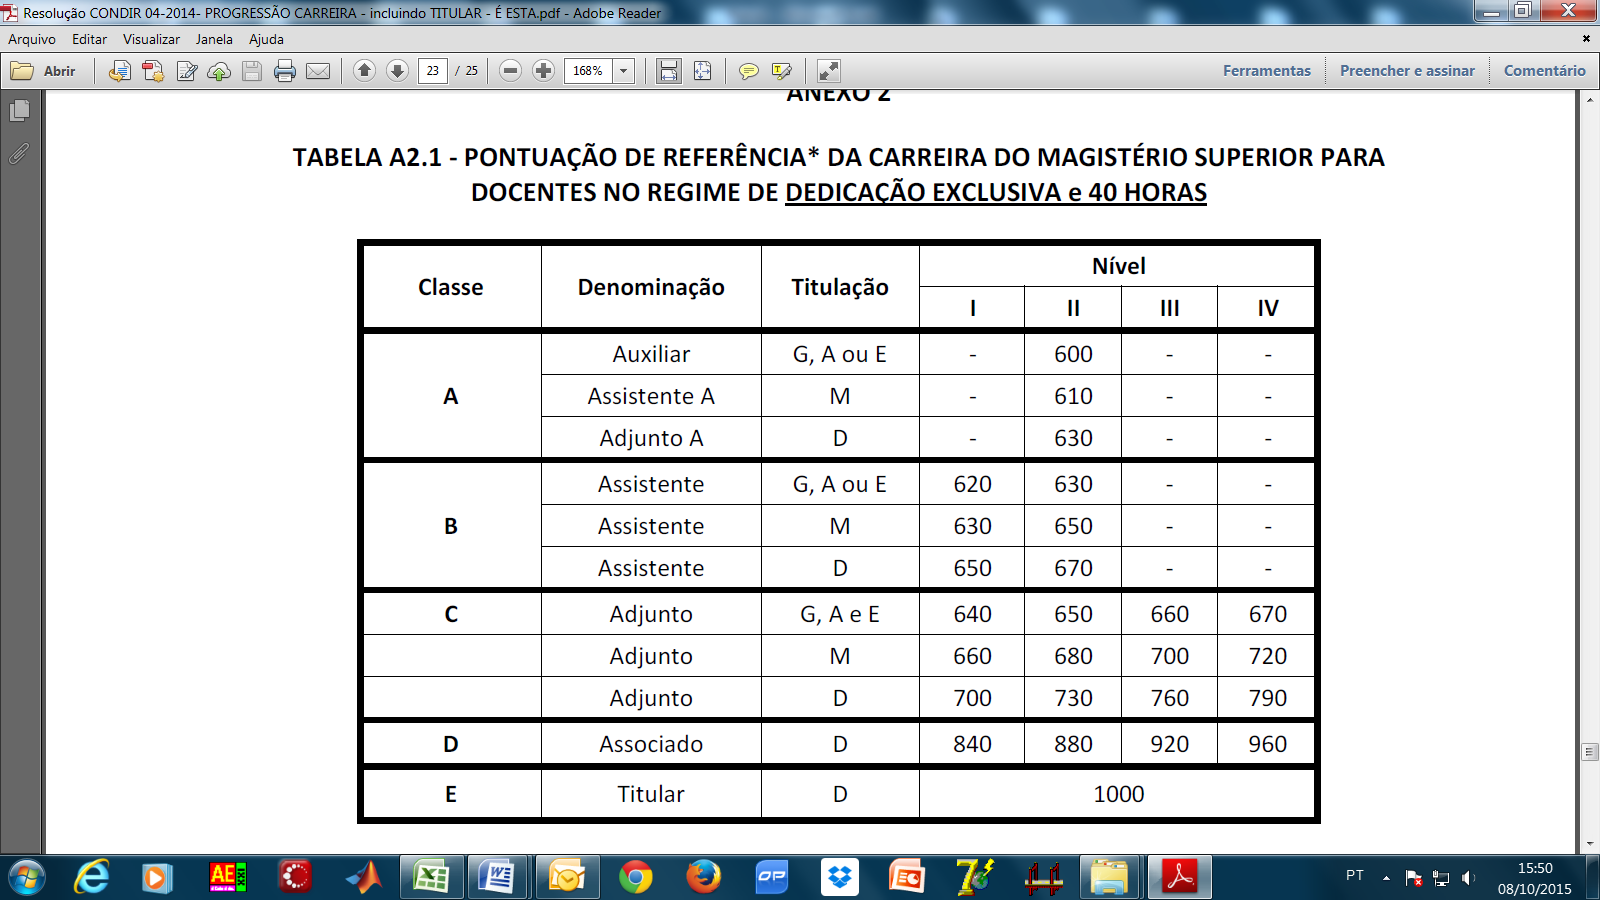 Resolução CONDIR 04-2014- PROGRESSÃO CARREIRA - incluindo TITULAR - É ESTA.pdf - Adobe Reader
Arquivo Editar Visualizar Janela Ajuda
Abrir 23 / 25 168% Ferramentas Preencher e assinar Comentário
ANEXO 2
TABELA A2.1 - PONTUAÇÃO DE REFERÊNCIA* DA CARREIRA DO MAGISTÉRIO SUPERIOR PARA
DOCENTES NO REGIME DE DEDICAÇÃO EXCLUSIVA e 40 HORAS
Classe Denominação Titulação Nível
I II III IV
A Auxiliar G, A ou E - 600 - -
Assistente A M - 610 - -
Adjunto A D - 630 - -
B Assistente G, A ou E 620 630 - -
Assistente M 630 650 - -
Assistente D 650 670 - -
C Adjunto G, A e E 640 650 660 670
Adjunto M 660 680 700 720
Adjunto D 700 730 760 790
D Associado D 840 880 920 960
E Titular D 1000
AE OP 7 PT 15:50
08/10/2015